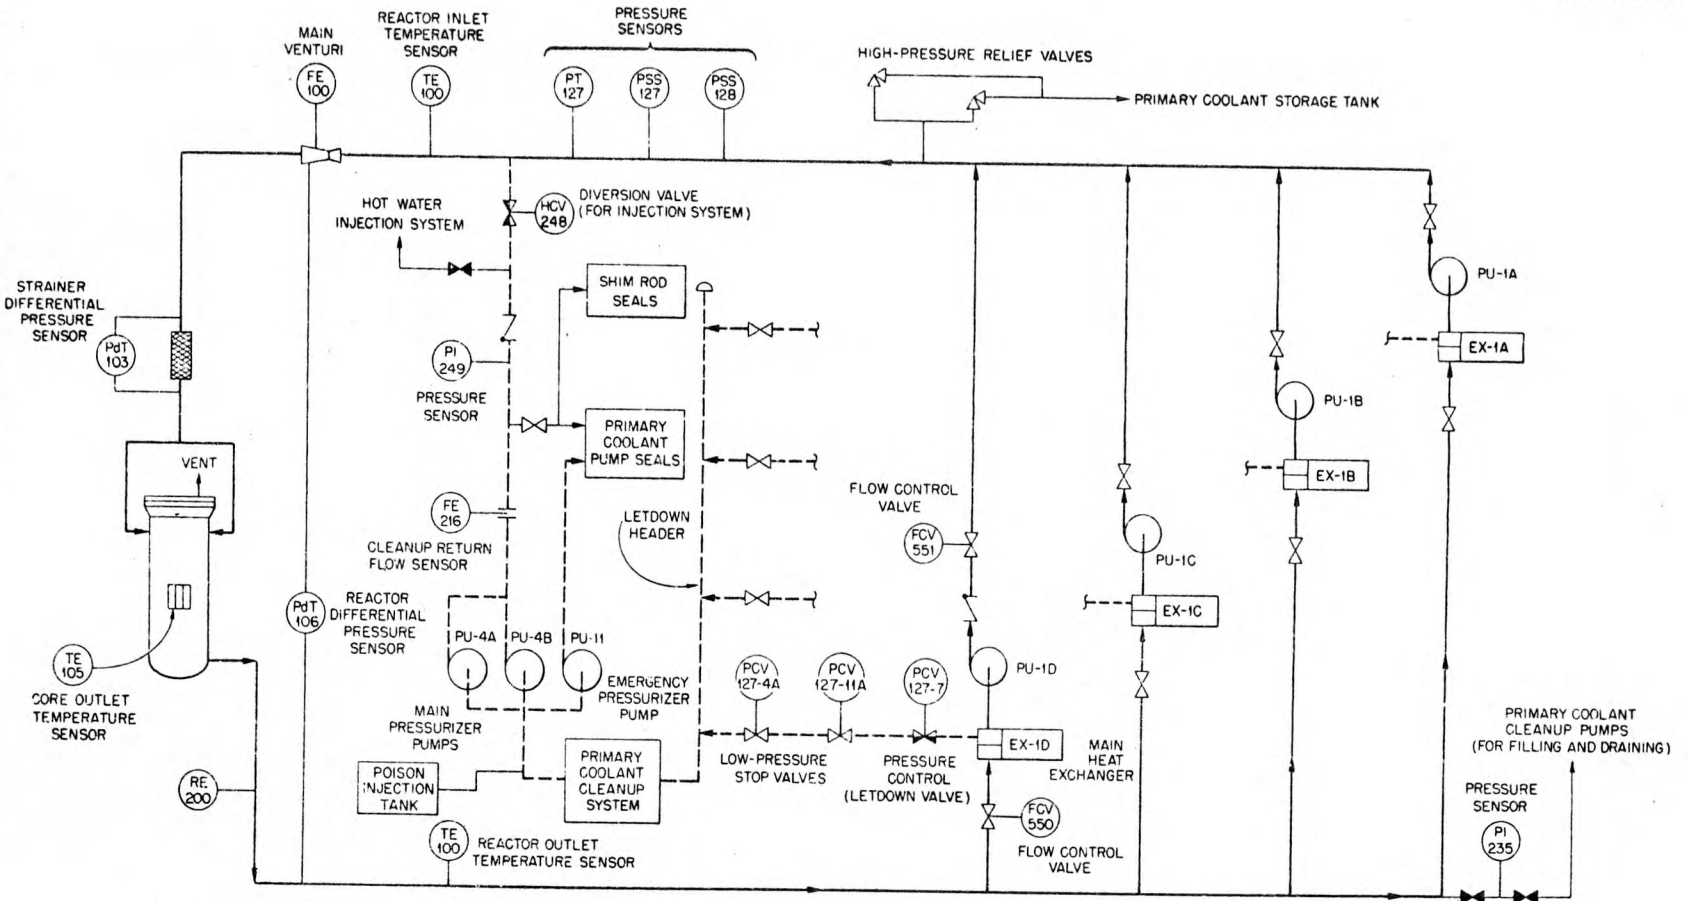 MAIN
VENTURI
FE
100
REACTOR INLET
TEMPERATURE
SENSOR
TE
100
PRESSURE
SENSORS
PT
127
PSS
127
PSS
128
HIGH-PRESSURE RELIEF VALVES
PRIMARY COOLANT STORAGE TANK
HOT WATER
INJECTION SYSTEM
HCV
248
DIVERSION VALVE
(FOR INJECTION SYSTEM)
STRAINER
DIFFERENTIAL
PRESSURE
SENSOR
PdT
103
SHIM ROD
SEALS
PI
249
PRESSURE
SENSOR
PRIMARY
COOLANT
PUMP SEALS
PU-1A
EX-1A
PU-1B
EX-1B
VENT
FE
216
CLEANUP RETURN
FLOW SENSOR
LETDOWN
HEADER
FLOW CONTROL
VALVE
FCV
551
PU-1C
EX-1C
PdT
106
REACTOR
DIFFERENTIAL
PRESSURE
SENSOR
PU-4A
PU-4B
PU-11
MAIN
PRESSURIZER
PUMPS
EMERGENCY
PRESSURIZER
PUMP
TE
105
CORE OUTLET
TEMPERATURE
SENSOR
PCV
127-4A
PCV
127-11A
PCV
127-7
LOW-PRESSURE
STOP VALVES
PRESSURE
CONTROL
(LETDOWN VALVE)
PU-1D
EX-1D
MAIN
HEAT
EXCHANGER
RE
200
POISON
INJECTION
TANK
PRIMARY
COOLANT
CLEANUP
SYSTEM
TE
100
REACTOR OUTLET
TEMPERATURE SENSOR
FCV
550
FLOW CONTROL
VALVE
PRIMARY COOLANT
CLEANUP PUMPS
(FOR FILLING AND DRAINING)
PRESSURE
SENSOR
PI
235